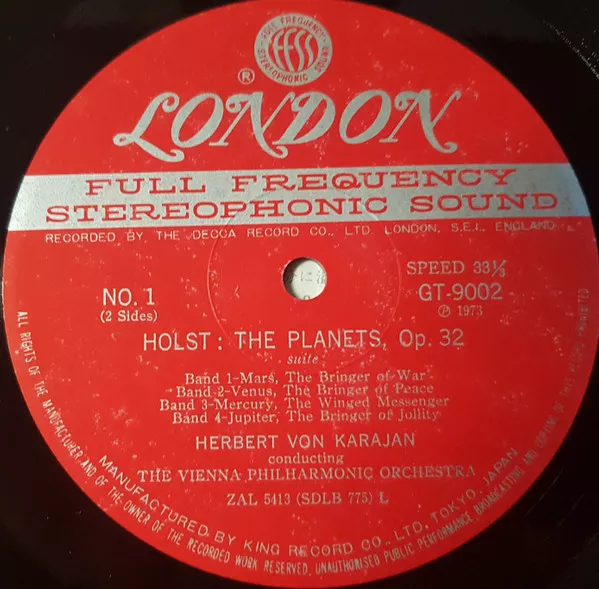 FULL FREQUENCY
FFSS
STEREOPHONIC SOUND
®
LONDON
FULL FREQUENCY
STEREOPHONIC SOUND
RECORDED BY THE DECCA RECORD CO., LTD. LONDON, S.E.I., ENGLAND
SPEED 33⅓
NO. 1
GT-9002
(2 Sides)
℗ 1973
HOLST : THE PLANETS, Op. 32
suite
Band 1-Mars, The Bringer of War
Band 2-Venus, The Bringer of Peace
Band 3-Mercury, The Winged Messenger
Band 4-Jupiter, The Bringer of Jollity
HERBERT VON KARAJAN
conducting
THE VIENNA PHILHARMONIC ORCHESTRA
ZAL 5413 (SDLB 775) L
MANUFACTURED BY KING RECORD CO., LTD, TOKYO, JAPAN
ALL RIGHTS OF THE MANUFACTURER AND OF THE OWNER OF THE RECORDED WORK RESERVED, UNAUTHORISED PUBLIC PERFORMANCE BROADCASTING AND COPYING OF THIS RECORD PROHIBITED